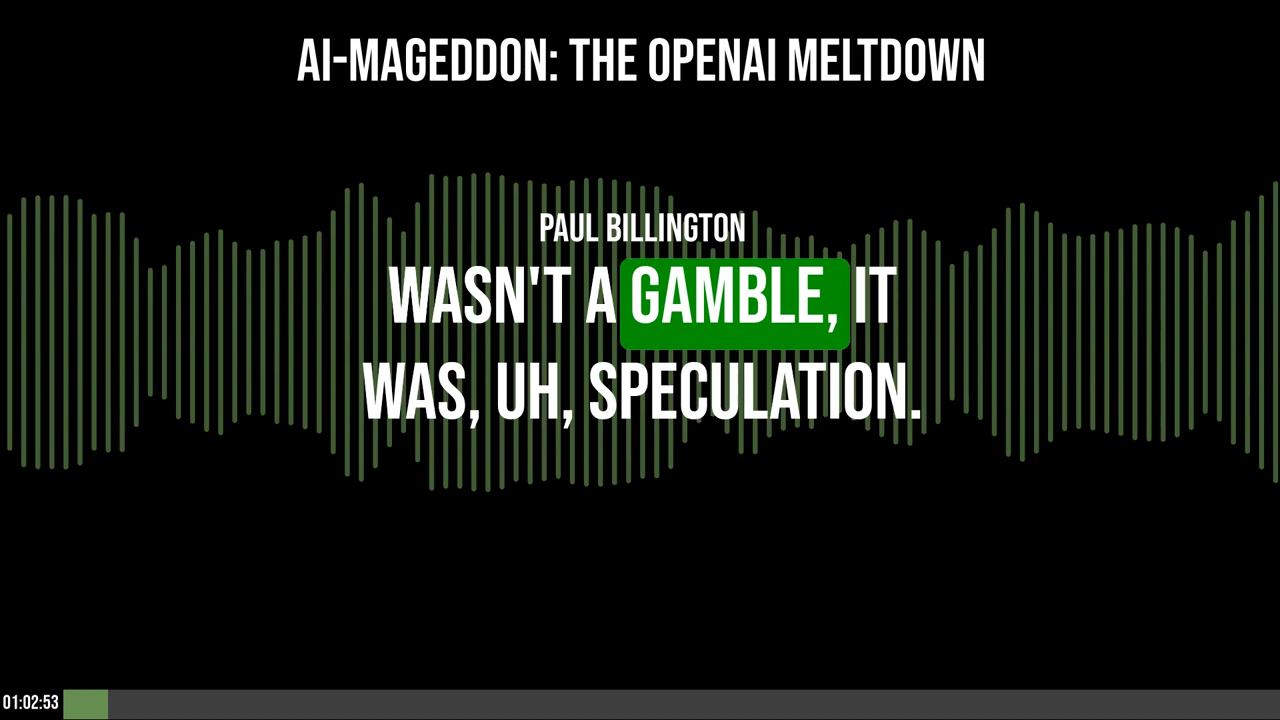 AI-MAGEDDON: THE OPENAI MELTDOWN
PAUL BILLINGTON
WASN'T A GAMBLE, IT
WAS, UH, SPECULATION.
01:02:53